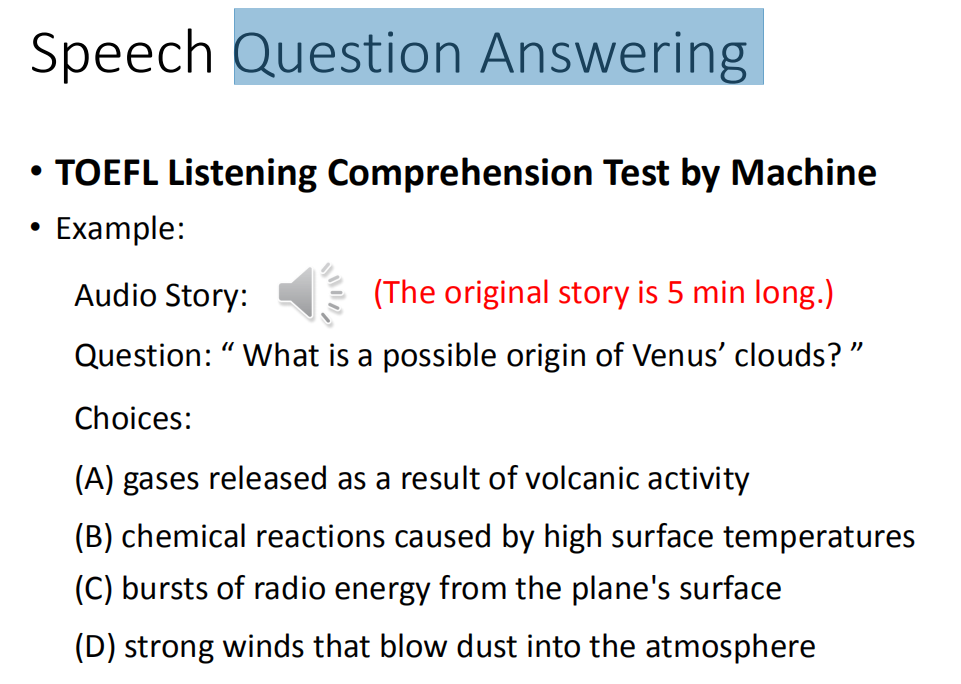 Speech Question Answering
• TOEFL Listening Comprehension Test by Machine
• Example:
Audio Story: (The original story is 5 min long.)
Question: “ What is a possible origin of Venus’ clouds? ”
Choices:
(A) gases released as a result of volcanic activity
(B) chemical reactions caused by high surface temperatures
(C) bursts of radio energy from the plane's surface
(D) strong winds that blow dust into the atmosphere